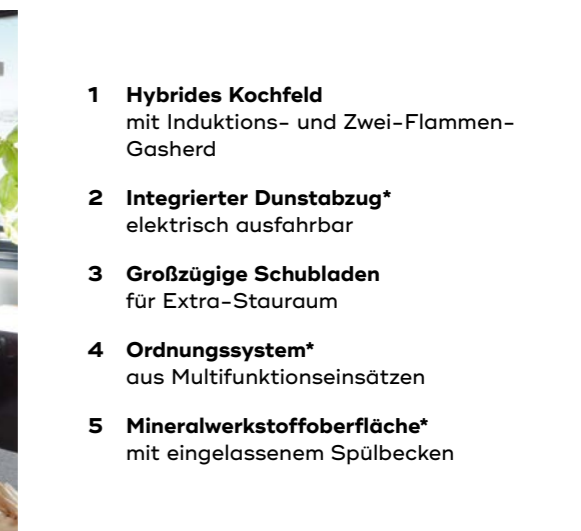 1 Hybrides Kochfeld
mit Induktions- und Zwei-Flammen-
Gasherd
2 Integrierter Dunstabzug*
elektrisch ausfahrbar
3 Großzügige Schubladen
für Extra-Stauraum
4 Ordnungssystem*
aus Multifunktionseinsätzen
5 Mineralwerkstoffoberfläche*
mit eingelassenem Spülbecken